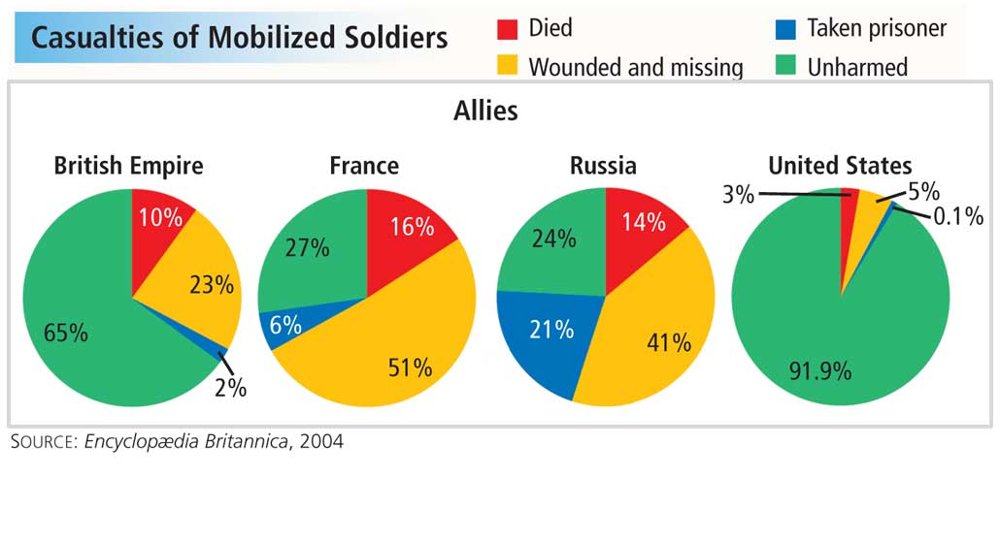 Casualties of Mobilized Soldiers
Died
Taken prisoner
Wounded and missing
Unharmed
Allies
British Empire
10%
23%
65%
2%
France
16%
27%
6%
51%
Russia
14%
24%
21%
41%
United States
3%
5%
0.1%
91.9%
SOURCE: Encyclopædia Britannica, 2004